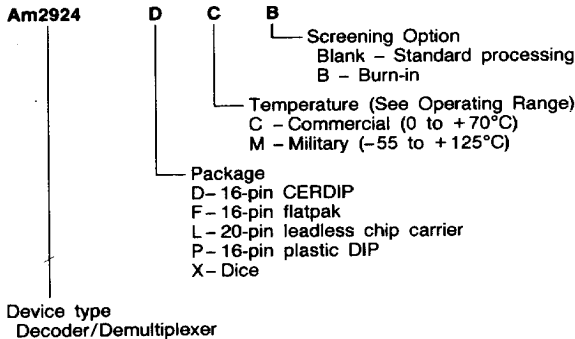 Am2924 D C B
Screening Option
Blank – Standard processing
B – Burn-in
Temperature (See Operating Range)
C – Commercial (0 to +70°C)
M – Military (–55 to +125°C)
Package
D– 16-pin CERDIP
F– 16-pin flatpak
L– 20-pin leadless chip carrier
P– 16-pin plastic DIP
X– Dice
Device type
Decoder/Demultiplexer